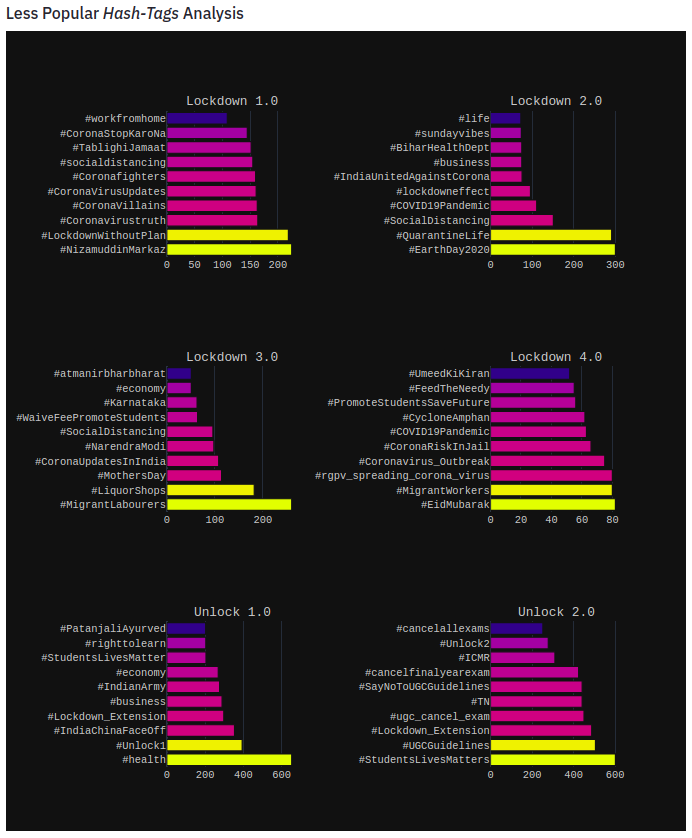 Less Popular Hash-Tags Analysis
Lockdown 1.0
#workfromhome
#CoronaStopKaroNa
#TablighiJamaat
#socialdistancing
#Coronafighters
#CoronaVirusUpdates
#CoronaVillains
#Coronavirustruth
#LockdownWithoutPlan
#NizamuddinMarkaz
0 50 100 150 200
Lockdown 2.0
#life
#sundayvibes
#BiharHealthDept
#business
#IndiaUnitedAgainstCorona
#lockdowneffect
#COVID19Pandemic
#SocialDistancing
#QuarantineLife
#EarthDay2020
0 100 200 300
Lockdown 3.0
#atmanirbharbharat
#economy
#Karnataka
#WaiveFeePromoteStudents
#SocialDistancing
#NarendraModi
#CoronaUpdatesInIndia
#MothersDay
#LiquorShops
#MigrantLabourers
0 100 200
Lockdown 4.0
#UmeedKiKiran
#FeedTheNeedy
#PromoteStudentsSaveFuture
#CycloneAmphan
#COVID19Pandemic
#CoronaRiskInJail
#Coronavirus_Outbreak
#rgpv_spreading_corona_virus
#MigrantWorkers
#EidMubarak
0 20 40 60 80
Unlock 1.0
#PatanjaliAyurved
#righttolearn
#StudentsLivesMatter
#economy
#IndianArmy
#business
#Lockdown_Extension
#IndiaChinaFaceOff
#Unlock1
#health
0 200 400 600
Unlock 2.0
#cancelallexams
#Unlock2
#ICMR
#cancelfinalyearexam
#SayNoToUGCGuidelines
#TN
#ugc_cancel_exam
#Lockdown_Extension
#UGCGuidelines
#StudentsLivesMatters
0 200 400 600